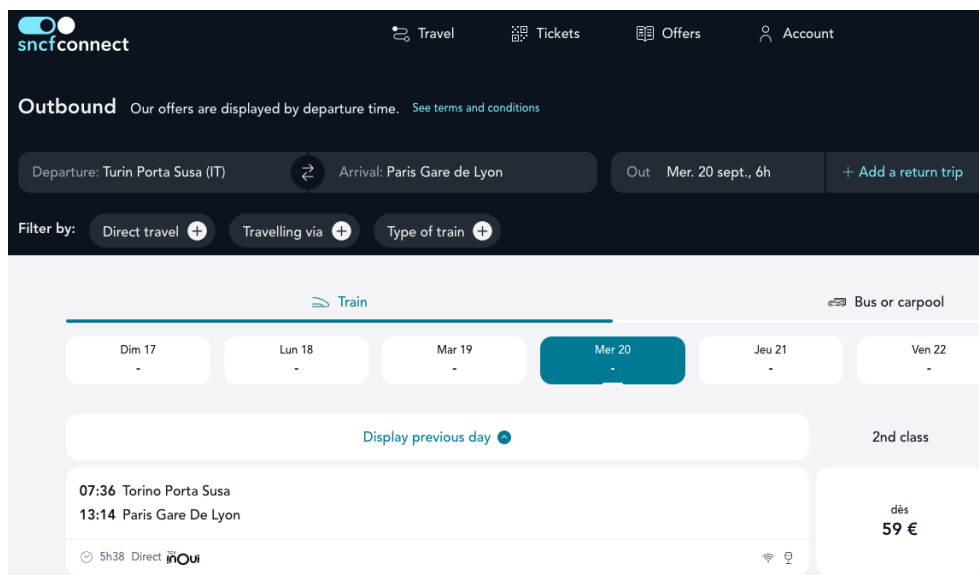 sncfconnect
Travel
Tickets
Offers
Account
Outbound Our offers are displayed by departure time. See terms and conditions
Departure: Turin Porta Susa (IT)
Arrival: Paris Gare de Lyon
Out Mer. 20 sept., 6h
+ Add a return trip
Filter by:
Direct travel +
Travelling via +
Type of train +
Train
Bus or carpool
Dim 17
-
Lun 18
-
Mar 19
-
Mer 20
-
Jeu 21
-
Ven 22
-
Display previous day
2nd class
07:36 Torino Porta Susa
13:14 Paris Gare De Lyon
5h38 Direct TGV inOui
dès
59 €